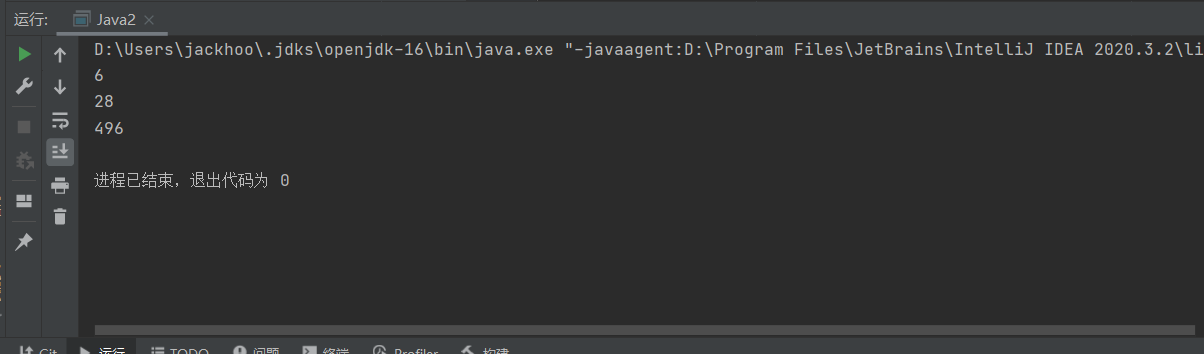 运行: Java2
D:\Users\jackhoo\.jdks\openjdk-16\bin\java.exe "-javaagent:D:\Program Files\JetBrains\IntelliJ IDEA 2020.3.2\li
6
28
496
进程已结束，退出代码为 0
Git 运行 TODO 问题 终端 Profiler 构建